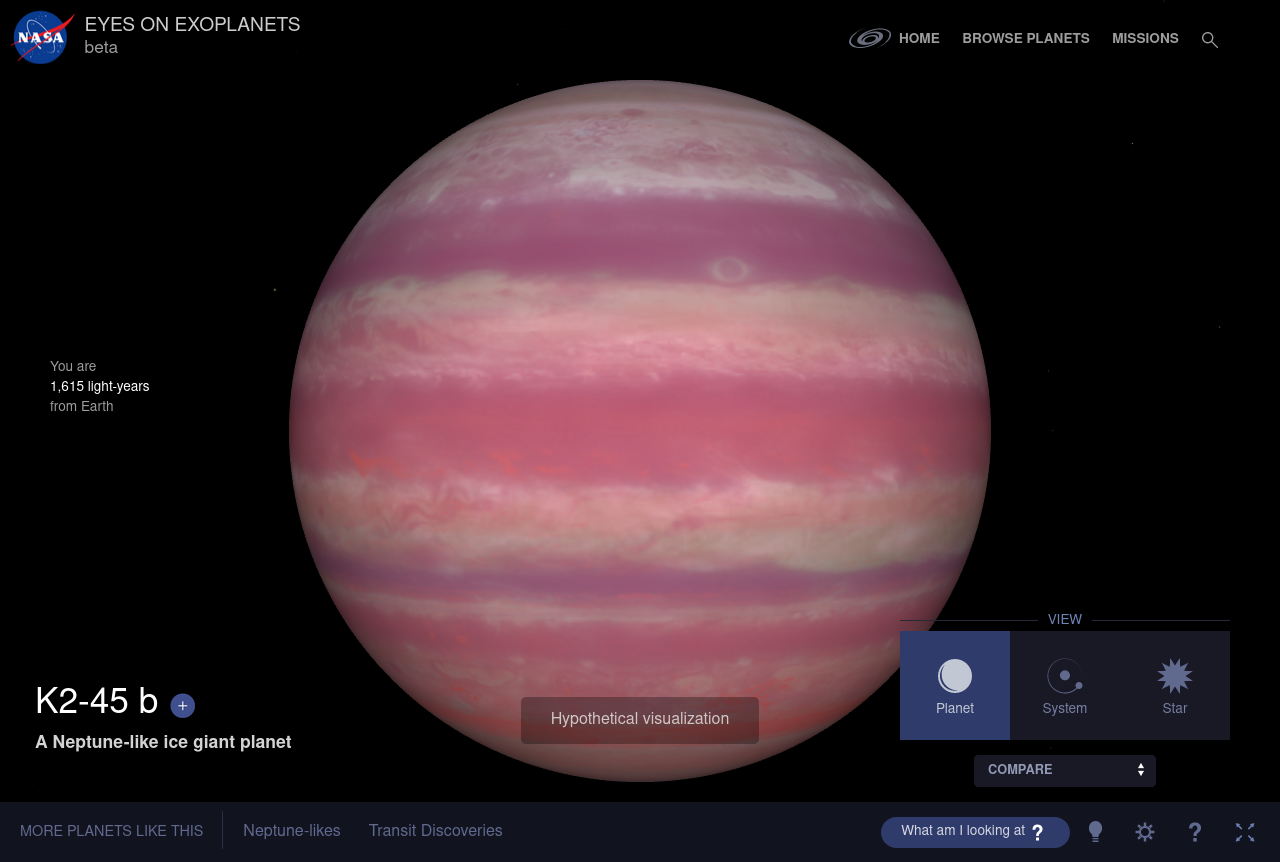 NASA
EYES ON EXOPLANETS
beta
HOME
BROWSE PLANETS
MISSIONS
You are
1,615 light-years
from Earth
VIEW
Planet
System
Star
K2-45 b +
A Neptune-like ice giant planet
Hypothetical visualization
COMPARE
MORE PLANETS LIKE THIS
Neptune-likes
Transit Discoveries
What am I looking at ?
?